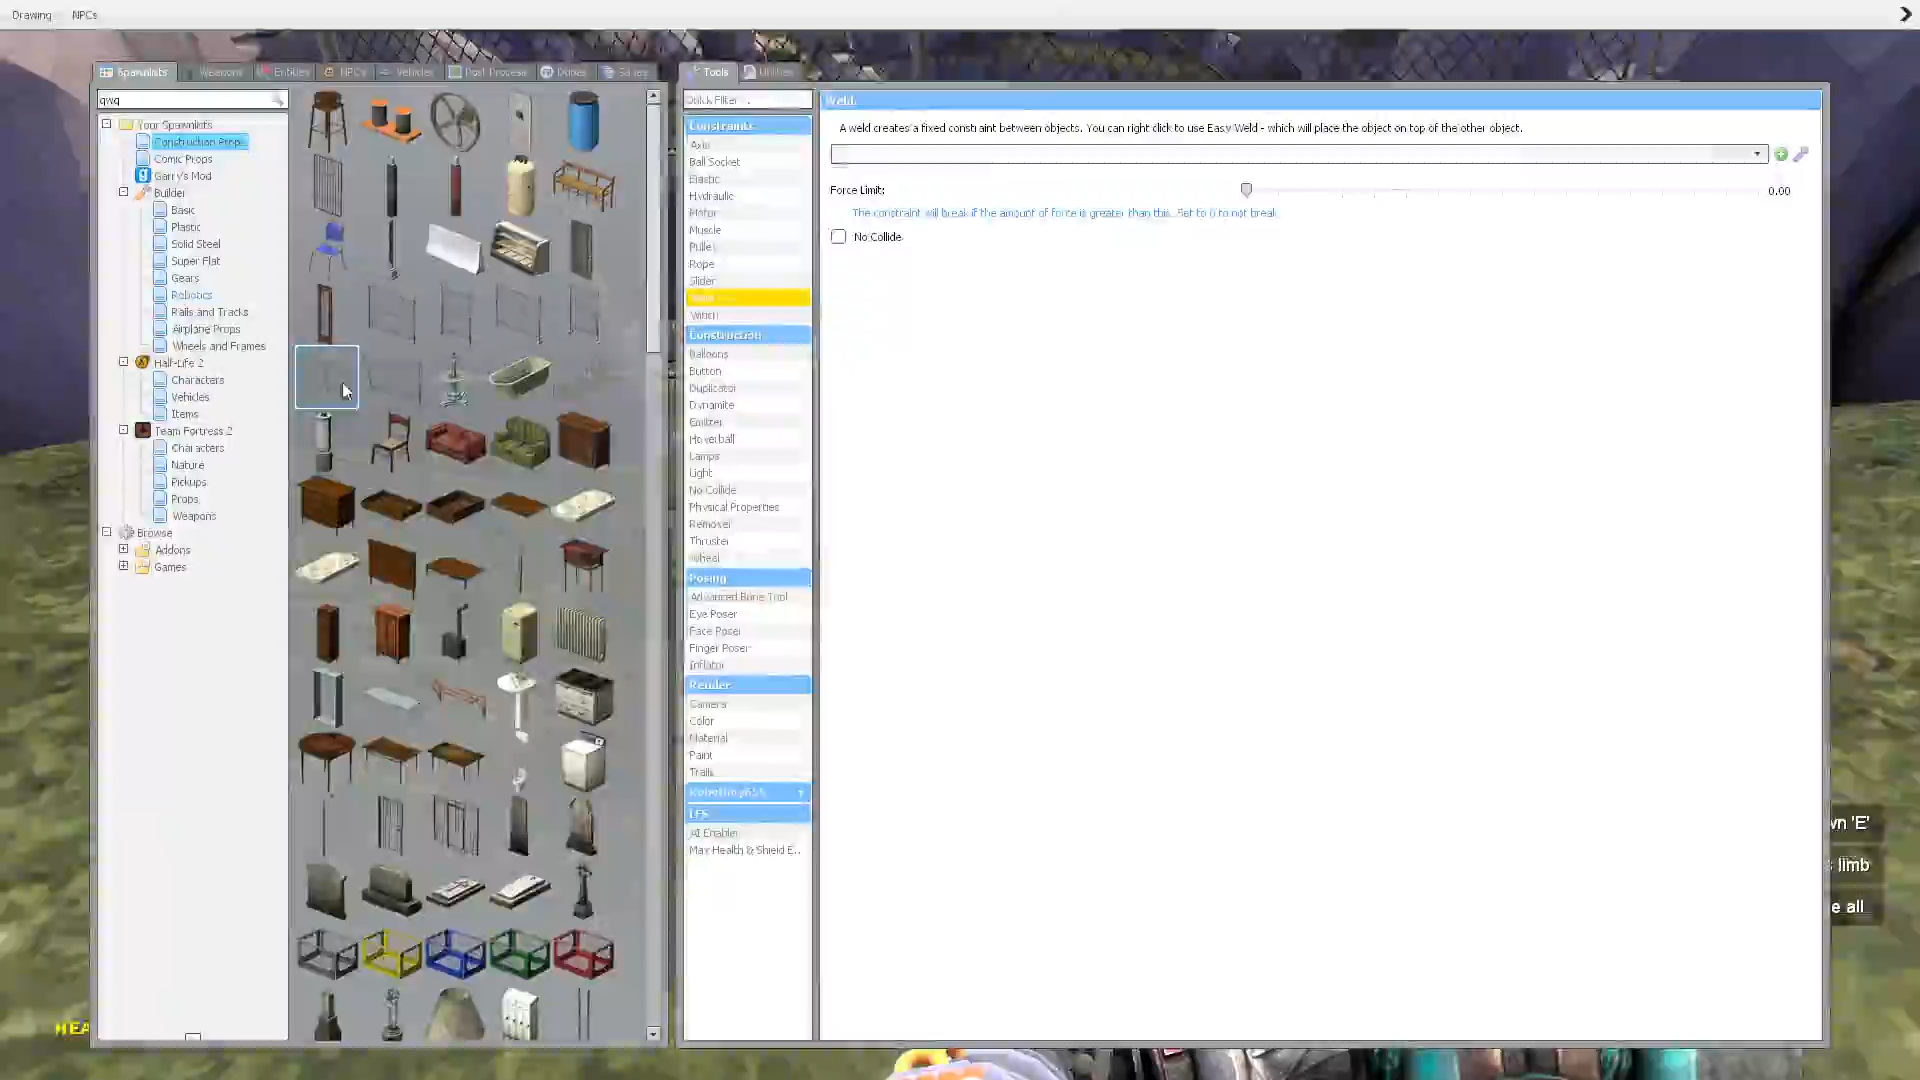 Drawing NPCs
Spawnlists Weapons Entities NPCs Vehicles Post Process Dupes Saves
Tools Utilities
qwq
Your Spawnlists
Construction Props
Comic Props
Garry's Mod
Builder
Basic
Plastic
Solid Steel
Super Flat
Gears
Robotics
Rails and Tracks
Airplane Props
Wheels and Frames
Half-Life 2
Characters
Vehicles
Items
Team Fortress 2
Characters
Nature
Pickups
Props
Weapons
Browse
Addons
Games
Quick Filter...
Constraints
Axis
Ball Socket
Elastic
Hydraulic
Motor
Muscle
Pulley
Rope
Slider
Weld
Winch
Construction
Balloons
Button
Duplicator
Dynamite
Emitter
Hoverball
Lamps
Light
No Collide
Physical Properties
Remover
Thruster
Wheel
Posing
Advanced Bone Tool
Eye Poser
Face Poser
Finger Poser
Inflator
Render
Camera
Color
Material
Paint
Trails
LFS
AI Enabler
Max Health & Shield E...
Weld
A weld creates a fixed constraint between objects. You can right click to use Easy Weld - which will place the object on top of the other object.
Force Limit: 0.00
The constraint will break if the amount of force is greater than this. Set to 0 to not break.
No Collide
wn 'E'
limb
e all
HEA